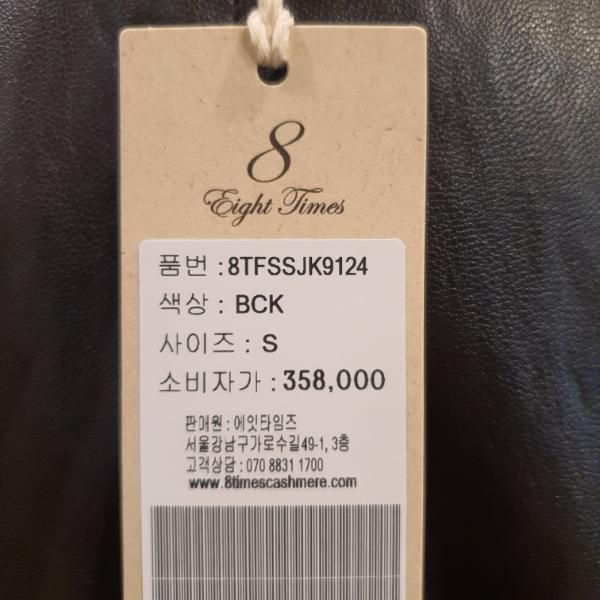 8
Eight Times
품번 : 8TFSSJK9124
색상 : BCK
사이즈 : S
소비자가 : 358,000
판매원 : 에잇타임즈
서울강남구가로수길49-1, 3층
고객상담 : 070 8831 1700
www.8timescashmere.com